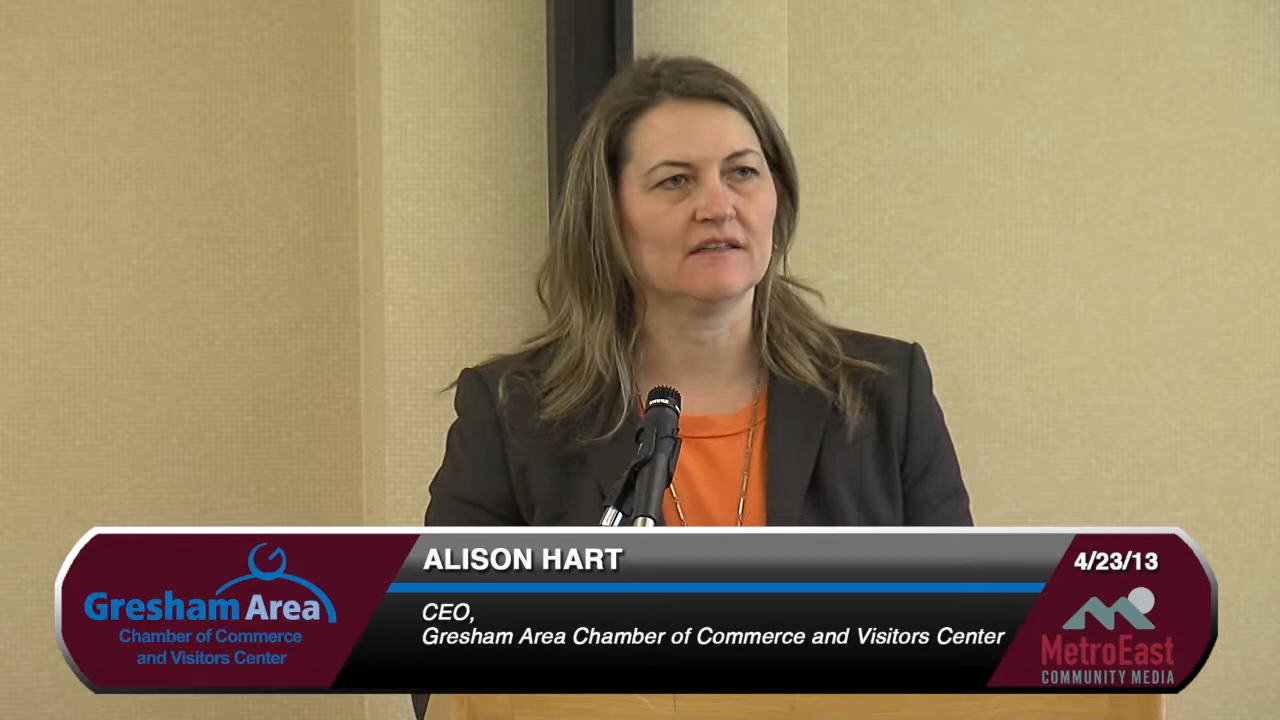 SHURE
ALISON HART
4/23/13
CEO,
Gresham Area Chamber of Commerce and Visitors Center
Gresham Area
Chamber of Commerce
and Visitors Center
MetroEast
COMMUNITY MEDIA